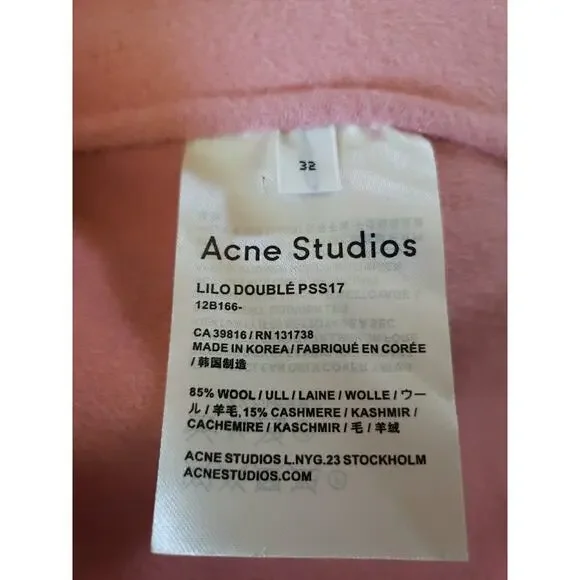 32
Acne Studios
LILO DOUBLÉ PSS17
12B166-
CA 39816 / RN 131738
MADE IN KOREA / FABRIQUÉ EN CORÉE
/ 韩国制造
85% WOOL / ULL / LAINE / WOLLE / ウー
ル / 羊毛, 15% CASHMERE / KASHMIR /
CACHEMIRE / KASCHMIR / 毛 / 羊绒
ACNE STUDIOS L.NYG.23 STOCKHOLM
ACNESTUDIOS.COM